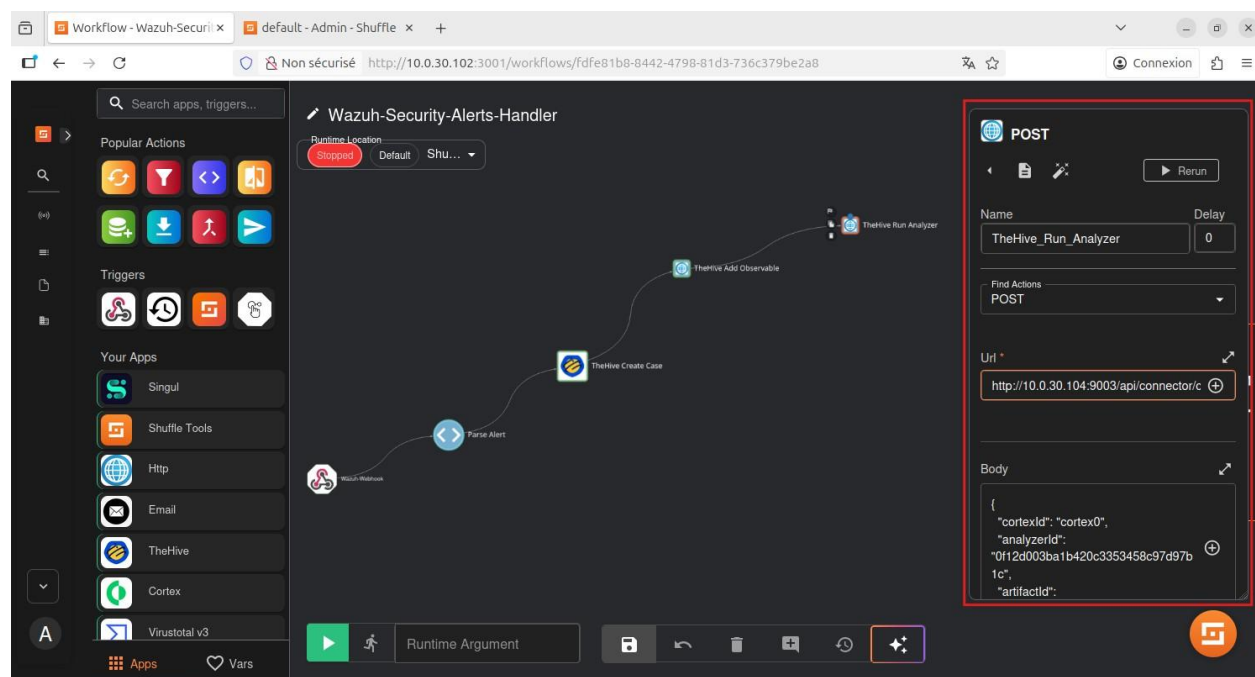 Workflow - Wazuh-Securi
default - Admin - Shuffle
Non sécurisé http://10.0.30.102:3001/workflows/fdfe81b8-8442-4798-81d3-736c379be2a8
Connexion
Search apps, triggers...
Popular Actions
Triggers
Your Apps
Singul
Shuffle Tools
Http
Email
TheHive
Cortex
Virustotal v3
A
Apps
Vars
Wazuh-Security-Alerts-Handler
Runtime Location
Stopped
Default
Shu...
TheHive Run Analyzer
TheHive Add Observable
TheHive Create Case
Parse Alert
Wazuh-Webhook
Runtime Argument
POST
Rerun
Name
Delay
TheHive_Run_Analyzer
0
Find Actions
POST
Url *
http://10.0.30.104:9003/api/connector/c
Body
{
"cortexId": "cortex0",
"analyzerId":
"0f12d003ba1b420c3353458c97d97b
1c",
"artifactId":